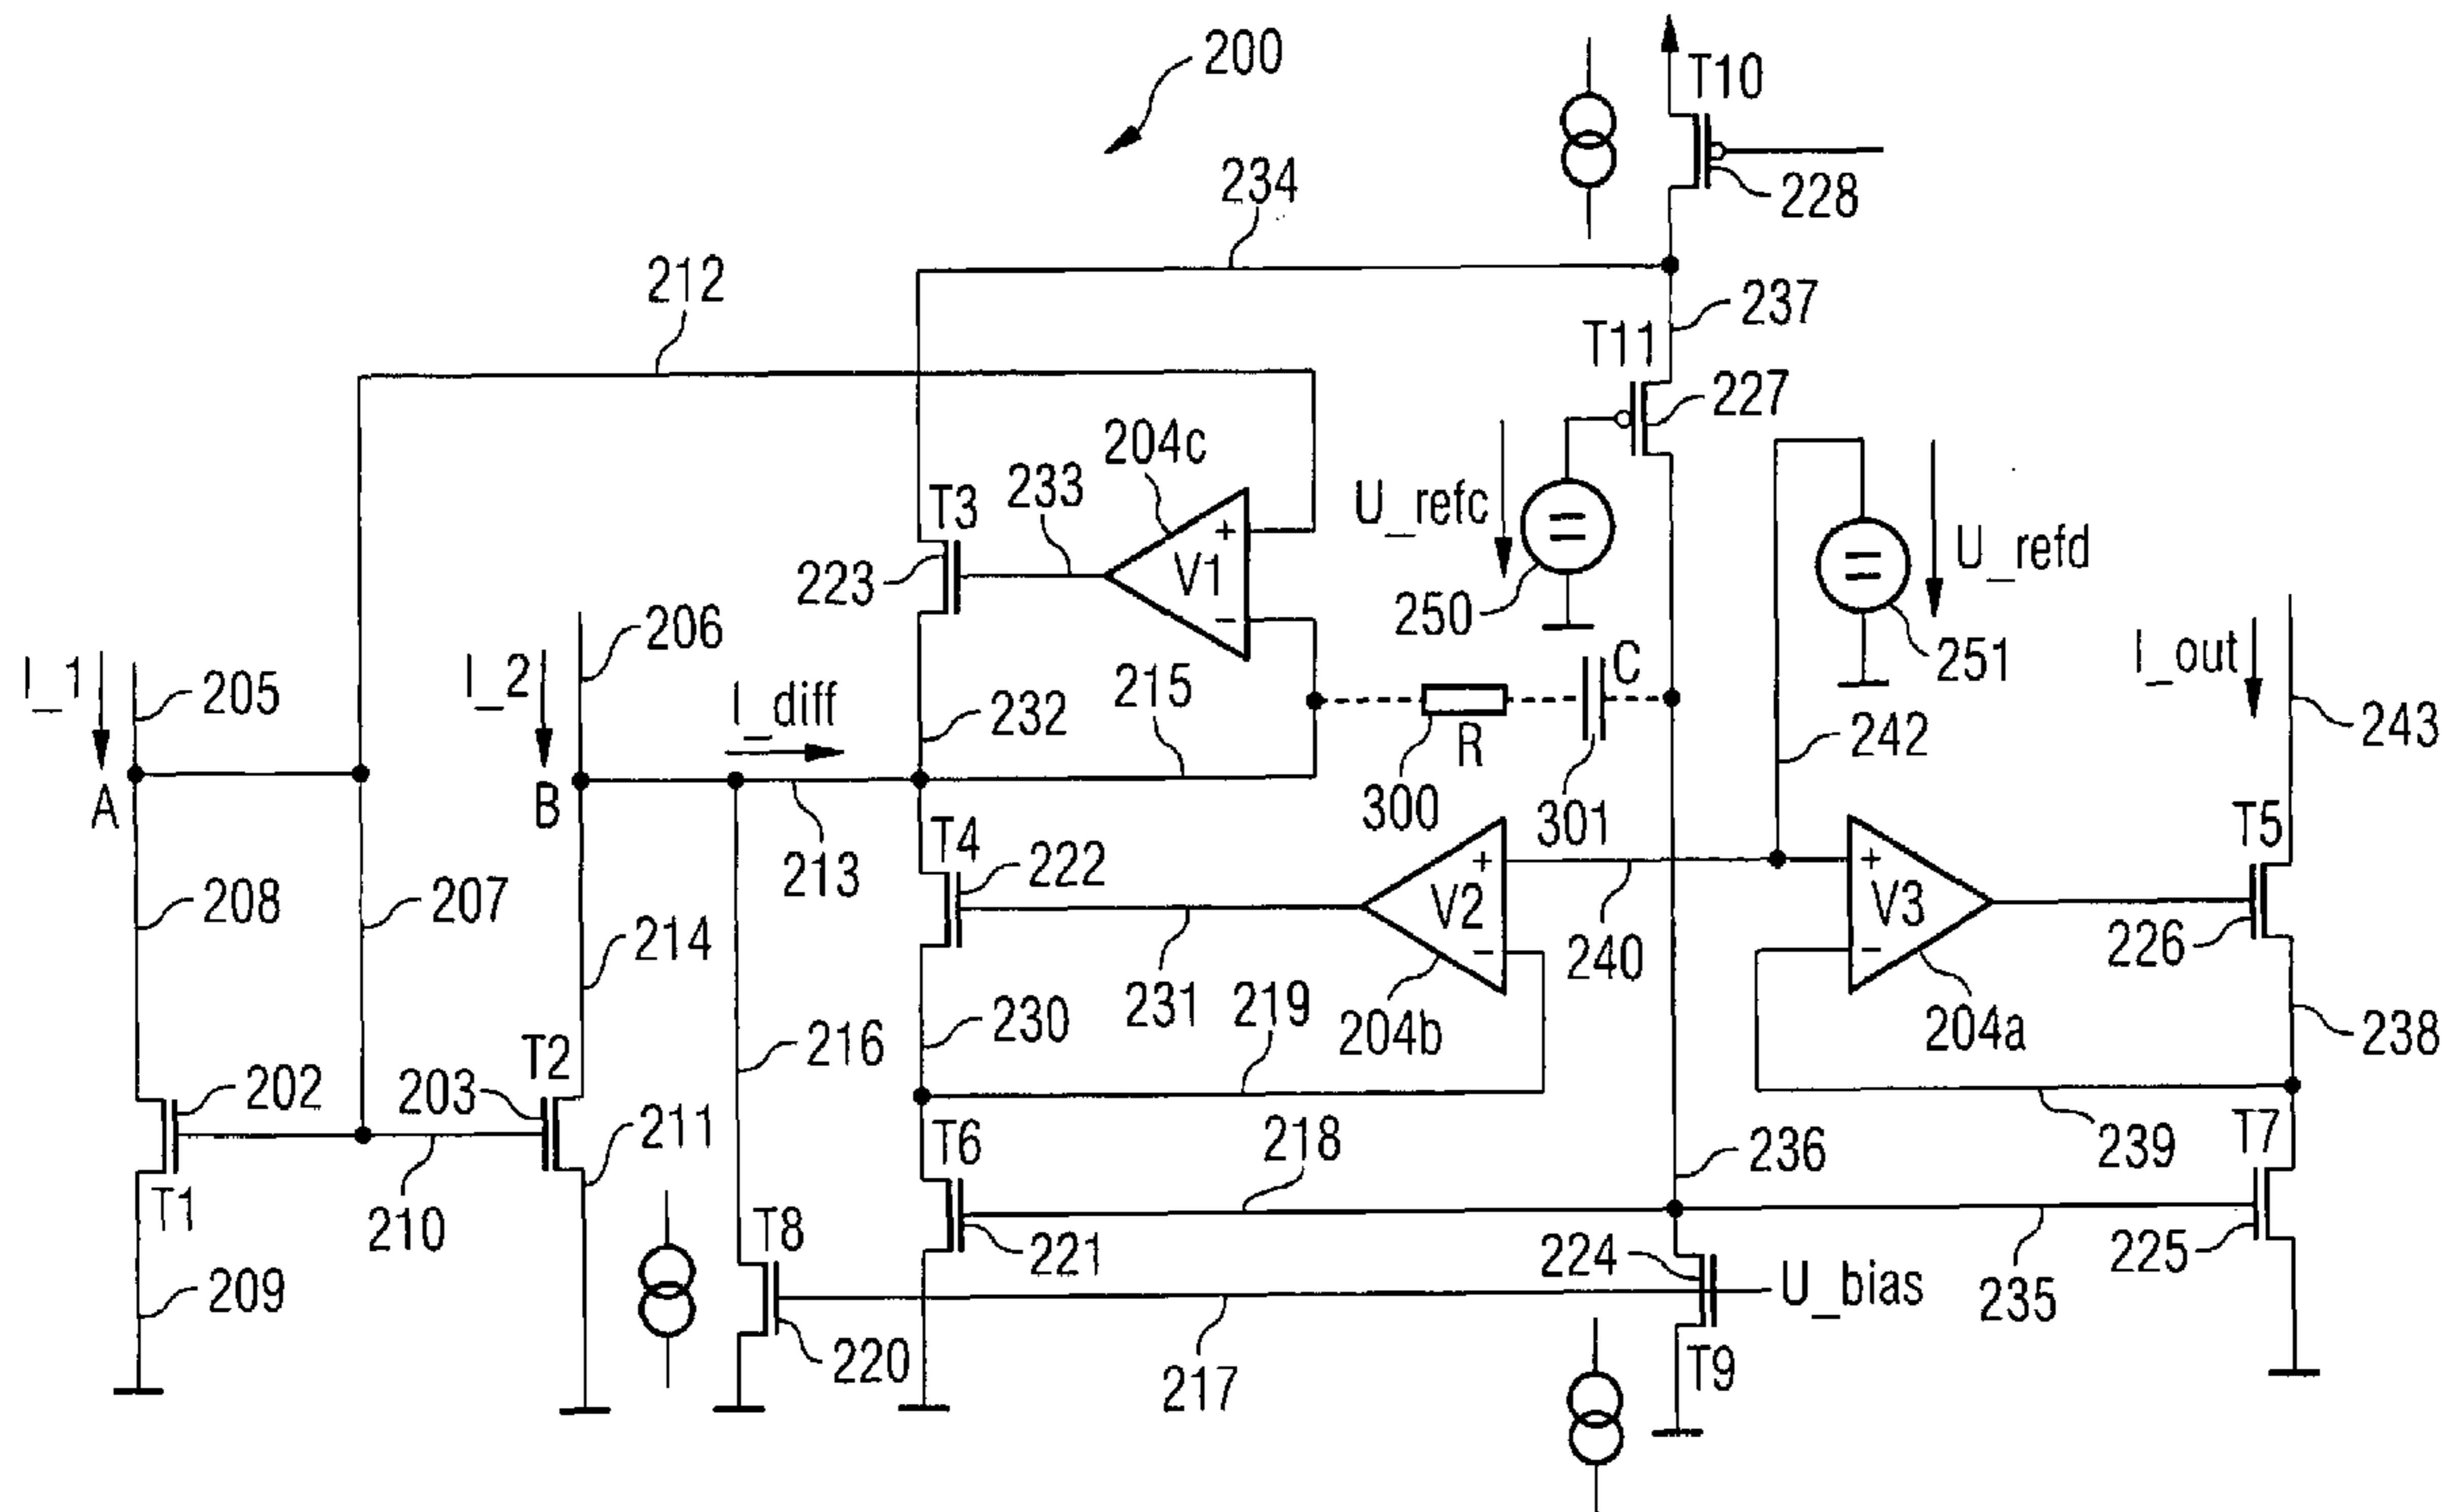 200
T10
228
234
212
237
T11
227
204c
233
T3
+
V1
−
223
U_refc
250
U_refd
251
I_1
205
I_2
206
I_diff
232
215
C
R
300
301
242
I_out
243
A
B
213
T4
222
+
V2
−
240
+
V3
−
T5
226
208
207
214
231
219
204b
204a
238
230
216
T2
203
202
T1
210
211
T6
218
236
239
T7
225
T8
221
224
U_bias
235
209
220
217
T9